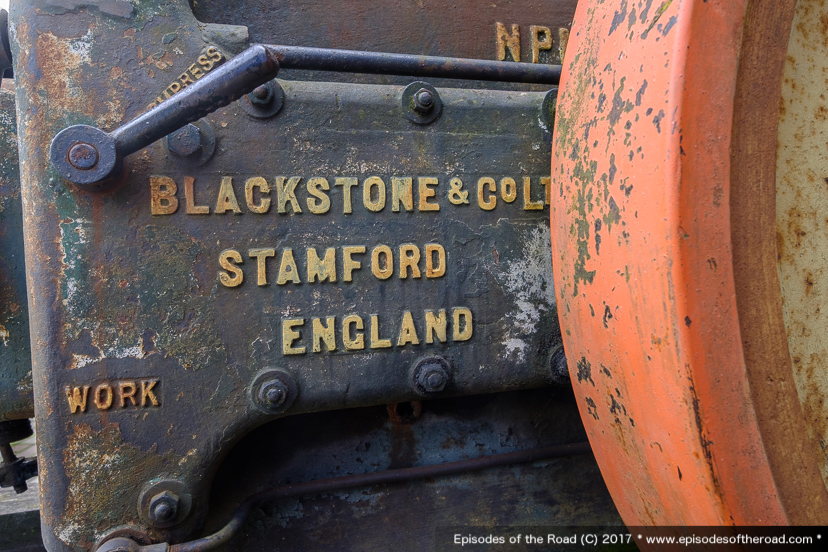 BLACKSTONE & CO LT
STAMFORD
ENGLAND
WORK
Episodes of the Road (C) 2017 * www.episodesoftheroad.com *